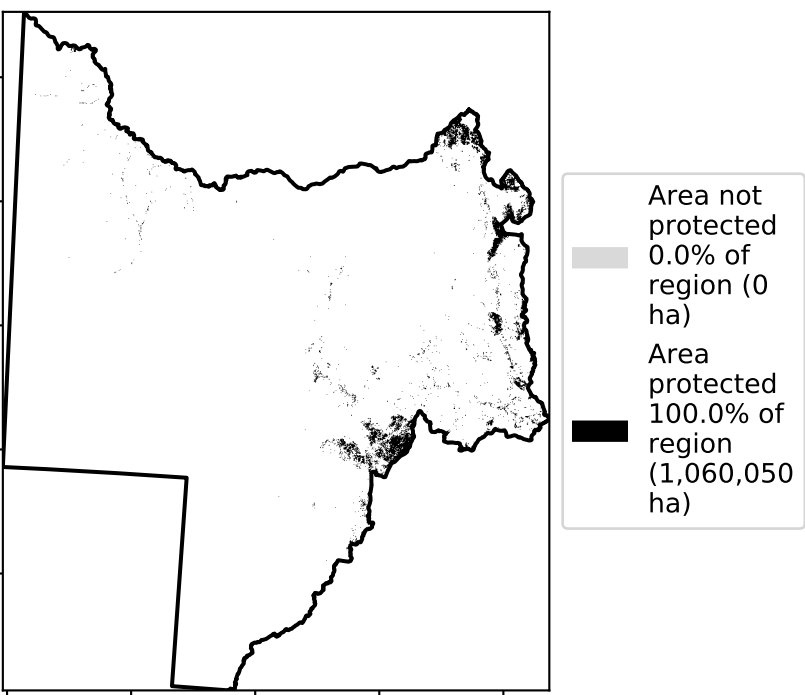 Area not
protected
0.0% of
region (0
ha)
Area
protected
100.0% of
region
(1,060,050
ha)